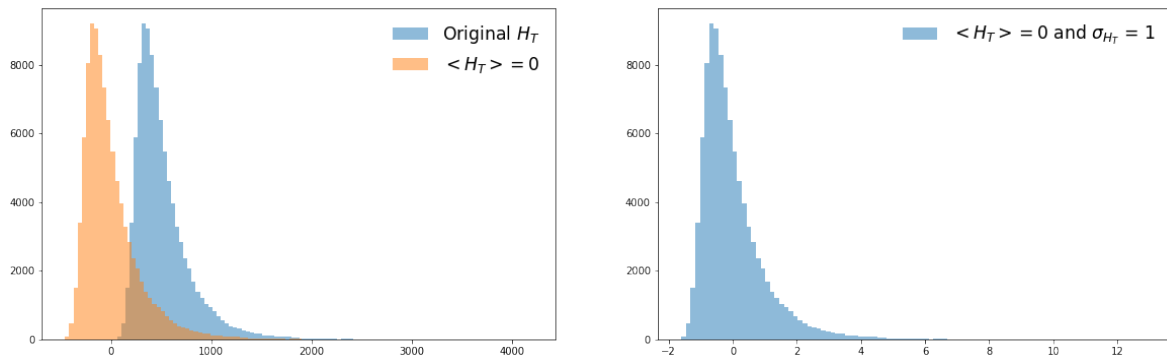 Original $H_T$
$< H_T > = 0$
8000
6000
4000
2000
0
0 1000 2000 3000 4000
$< H_T > = 0$ and $\sigma_{H_T} = 1$
8000
6000
4000
2000
0
−2 0 2 4 6 8 10 12